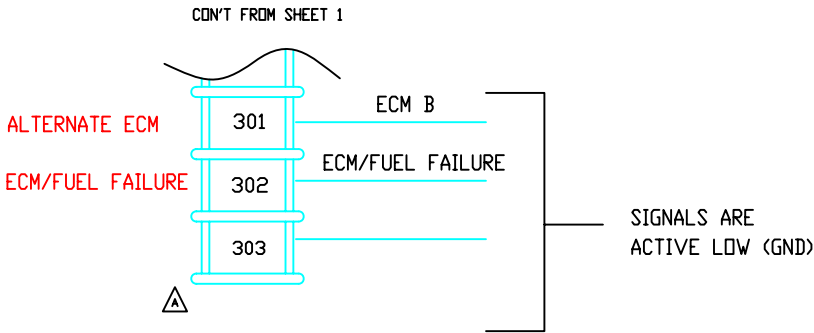 CON'T FROM SHEET 1
ECM B
ALTERNATE ECM
301
ECM/FUEL FAILURE
ECM/FUEL FAILURE
302
SIGNALS ARE
ACTIVE LOW (GND)
303
A